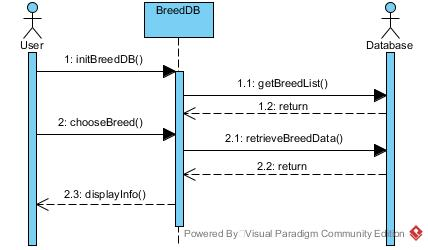 BreedDB
User
Database
1: initBreedDB()
1.1: getBreedList()
1.2: return
2: chooseBreed()
2.1: retrieveBreedData()
2.2: return
2.3: displayInfo()
Powered By Visual Paradigm Community Edition